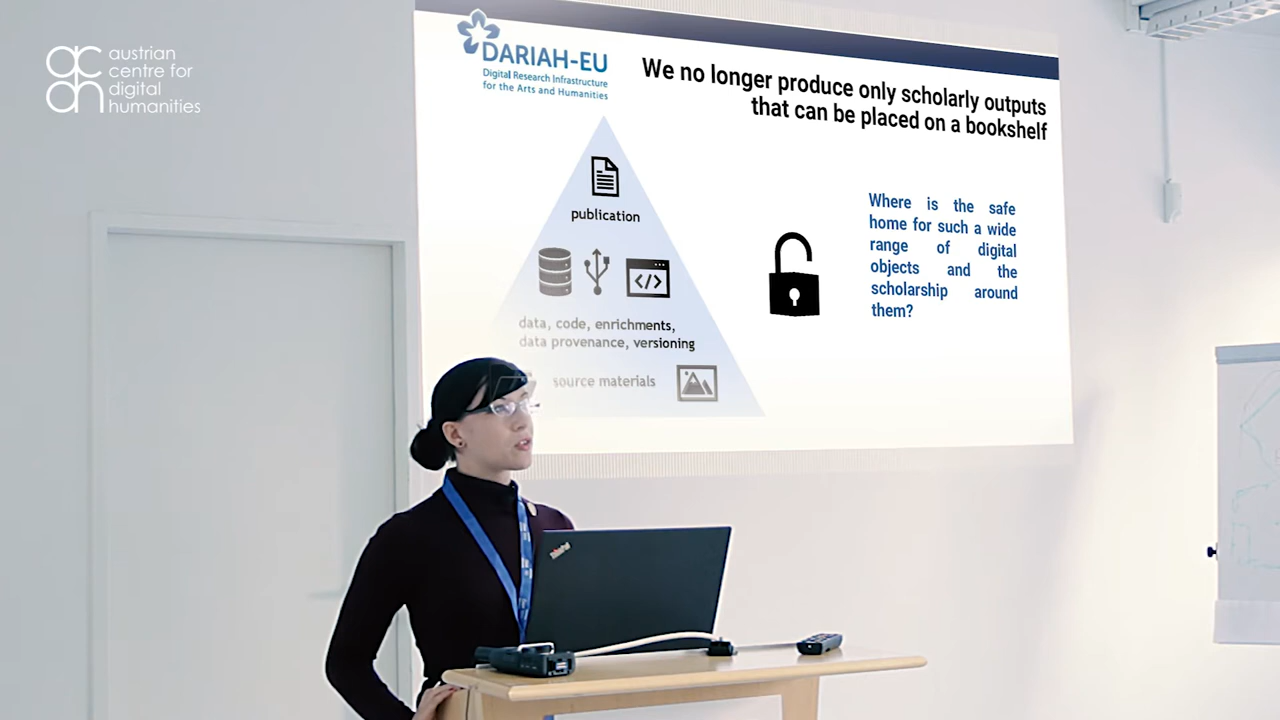 austrian
centre for
digital
humanities
DARIAH-EU
Digital Research Infrastructure
for the Arts and Humanities
We no longer produce only scholarly outputs
that can be placed on a bookshelf
publication
data, code, enrichments,
data provenance, versioning
source materials
Where is the safe
home for such a wide
range of digital
objects and the
scholarship around
them?
ThinkPad